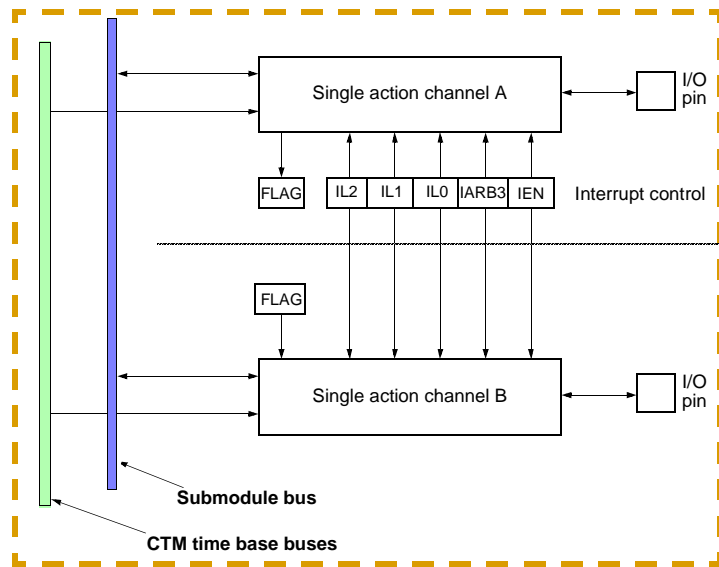 Single action channel A
I/O
pin
FLAG
IL2
IL1
IL0
IARB3
IEN
Interrupt control
FLAG
Single action channel B
I/O
pin
Submodule bus
CTM time base buses